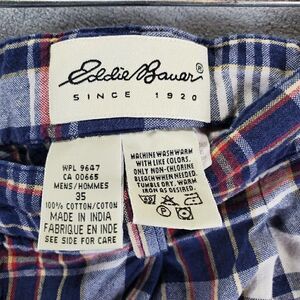 Eddie Bauer®
SINCE 1920
WPL 9647
CA 00665
MENS/HOMMES
35
100% COTTON/COTON
MADE IN INDIA
FABRIQUE EN INDE
SEE SIDE FOR CARE
MACHINE WASH WARM
WITH LIKE COLORS.
ONLY NON-CHLORINE
BLEACH WHEN NEEDED.
TUMBLE DRY. WARM
IRON AS DESIRED.